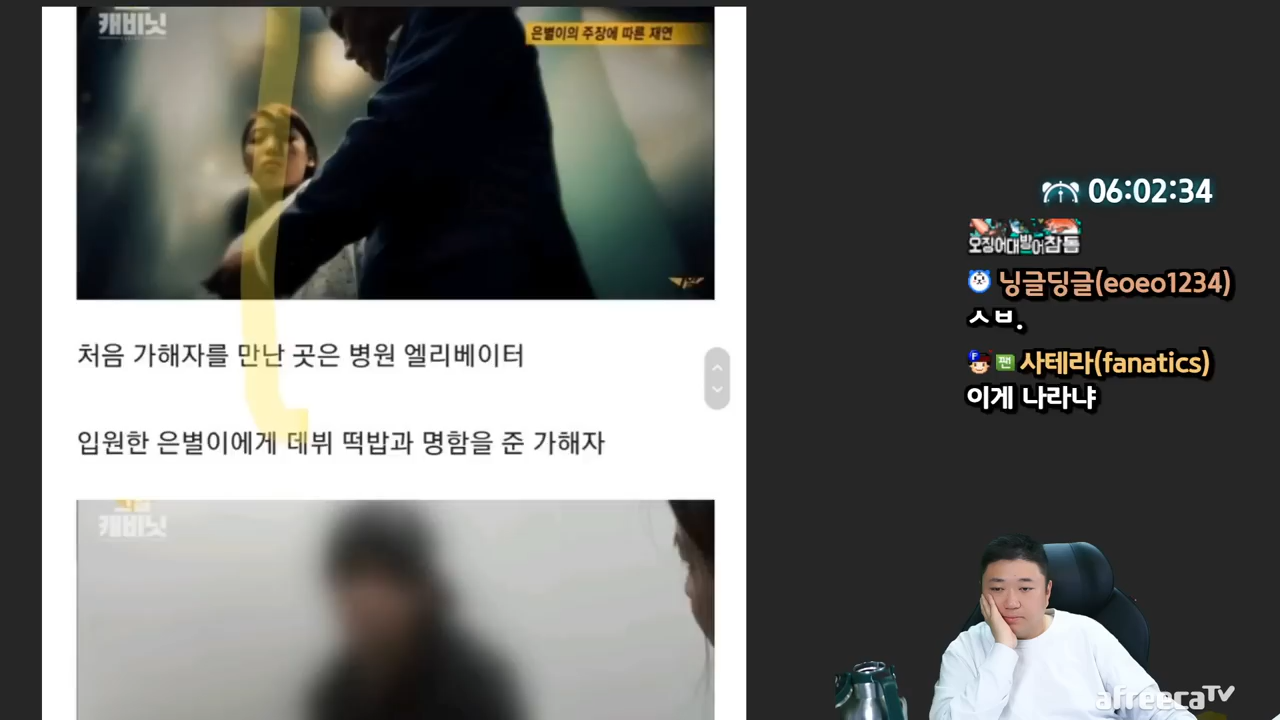 캐비닛
은별이의 주장에 따른 재연
처음 가해자를 만난 곳은 병원 엘리베이터
입원한 은별이에게 데뷔 떡밥과 명함을 준 가해자
캐비닛
06:02:34
오징어대방어참돔
닝글딩글(eoeo1234)
ㅅㅂ.
팬 사테라(fanatics)
이게 나라냐
afreecaTV